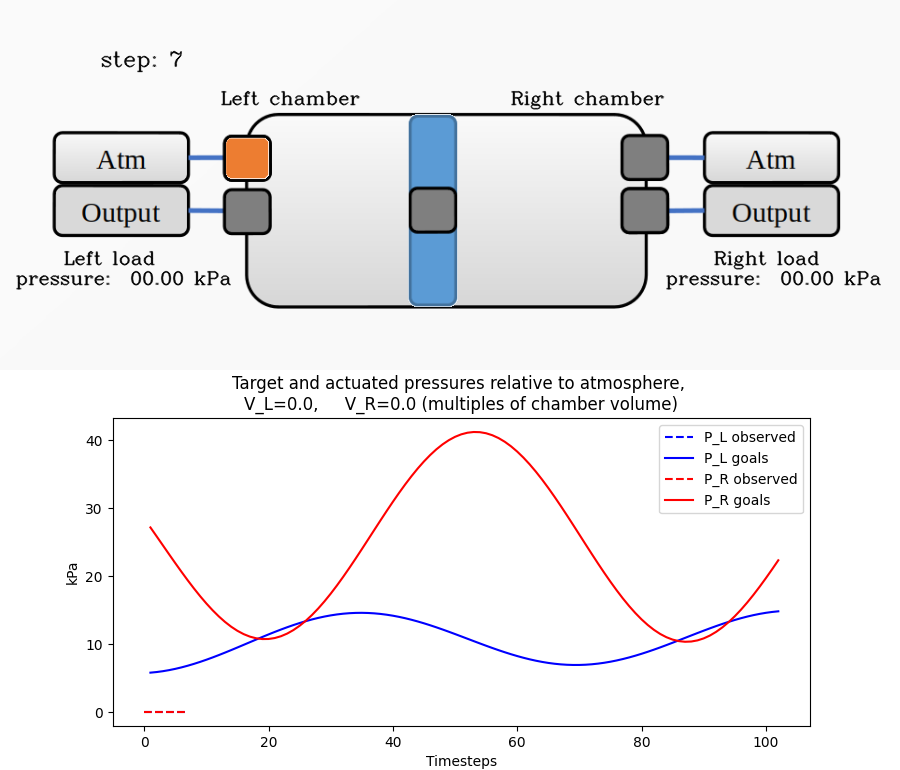 step: 7
Left chamber
Right chamber
Atm
Atm
Output
Output
Left load
pressure: 00.00 kPa
Right load
pressure: 00.00 kPa
Target and actuated pressures relative to atmosphere,
V_L=0.0, V_R=0.0 (multiples of chamber volume)
P_L observed
P_L goals
P_R observed
P_R goals
kPa
40
30
20
10
0
0 20 40 60 80 100
Timesteps